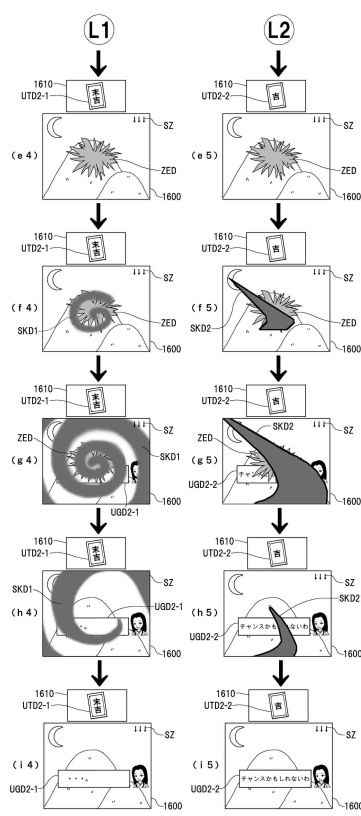 L1
L2
1610
UTD2-1
末吉
SZ
(e4)
ZED
1600
1610
UTD2-2
吉
SZ
(e5)
ZED
1600
1610
UTD2-1
末吉
SZ
(f4)
SKD1
ZED
1600
1610
UTD2-2
吉
SZ
(f5)
SKD2
ZED
1600
1610
UTD2-1
末吉
SZ
ZED
SKD1
(g4)
1600
UGD2-1
1610
UTD2-2
吉
SKD2
SZ
ZED
(g5)
UGD2-2
チャンス
1600
1610
UTD2-1
末吉
SZ
SKD1
(h4)
UGD2-1
・・・。
1600
1610
UTD2-2
吉
SZ
(h5)
SKD2
UGD2-2
チャンスかも れないわ
1600
1610
UTD2-1
末吉
SZ
(i4)
・・・。
UGD2-1
1600
1610
UTD2-2
吉
SZ
(i5)
UGD2-2
チャンスかもしれないわ
1600